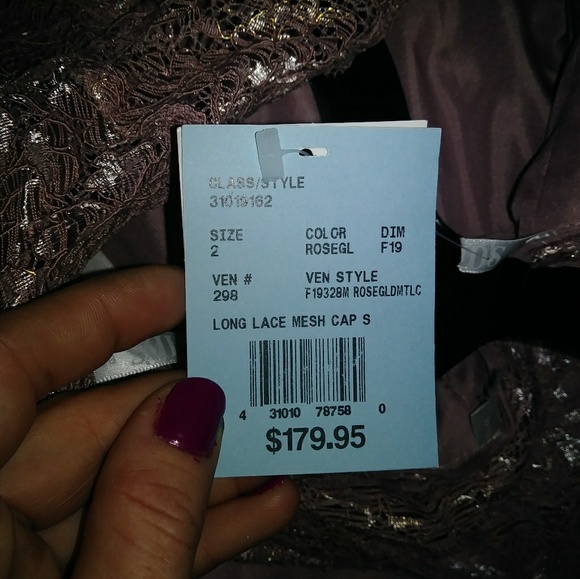 CLASS/STYLE
31019162
SIZE COLOR DIM
2 ROSEGL F19
VEN # VEN STYLE
298 F19328M ROSEGLDMTLC
LONG LACE MESH CAP S
4 31010 78758 0
$179.95